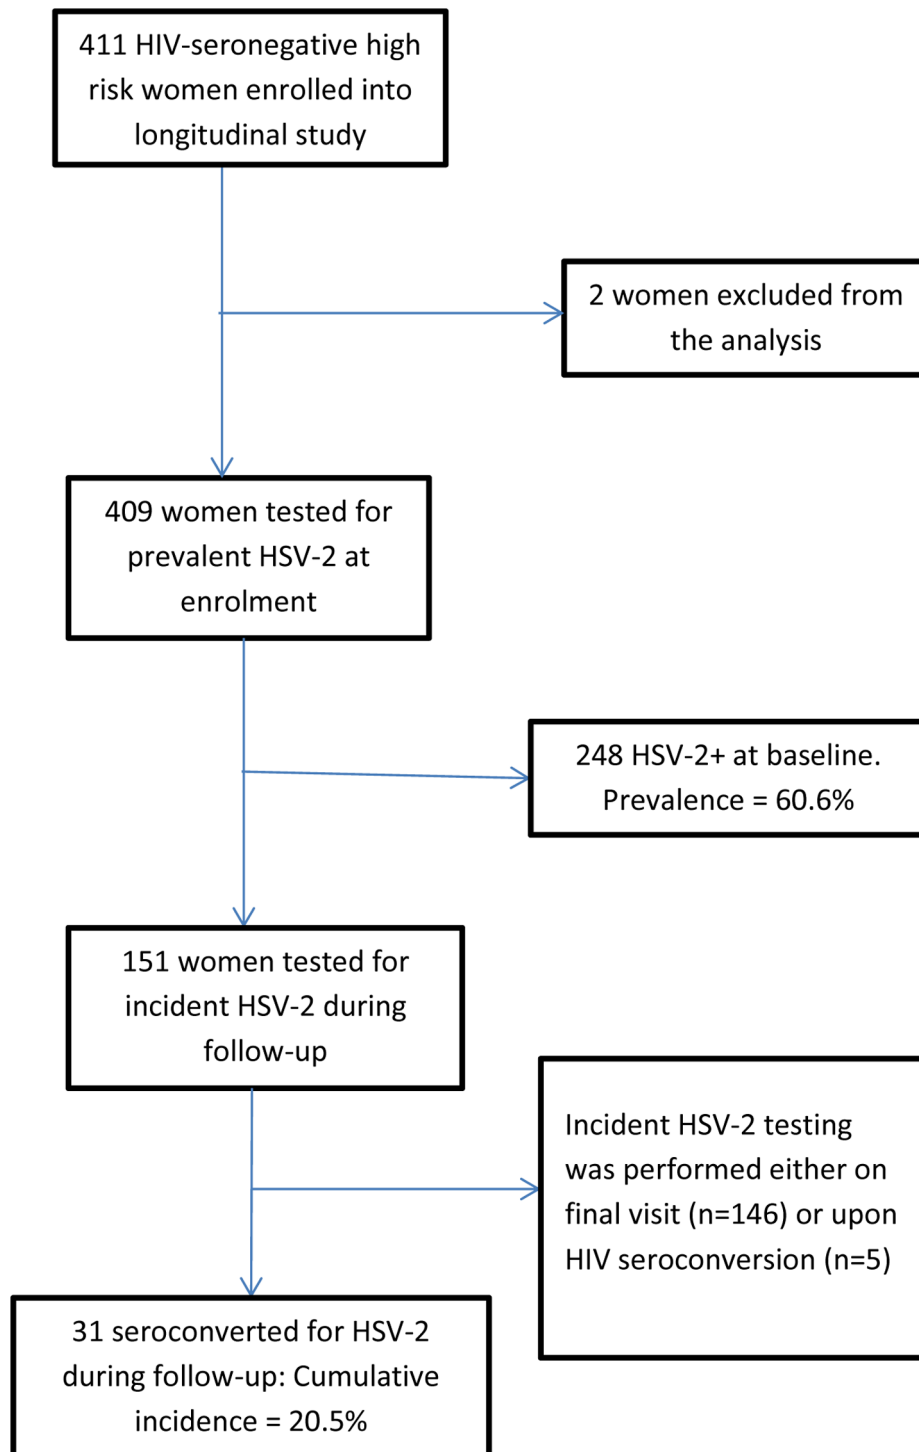 411 HIV-seronegative high
risk women enrolled into
longitudinal study
2 women excluded from
the analysis
409 women tested for
prevalent HSV-2 at
enrolment
248 HSV-2+ at baseline.
Prevalence = 60.6%
151 women tested for
incident HSV-2 during
follow-up
Incident HSV-2 testing
was performed either on
final visit (n=146) or upon
HIV seroconversion (n=5)
31 seroconverted for HSV-2
during follow-up: Cumulative
incidence = 20.5%